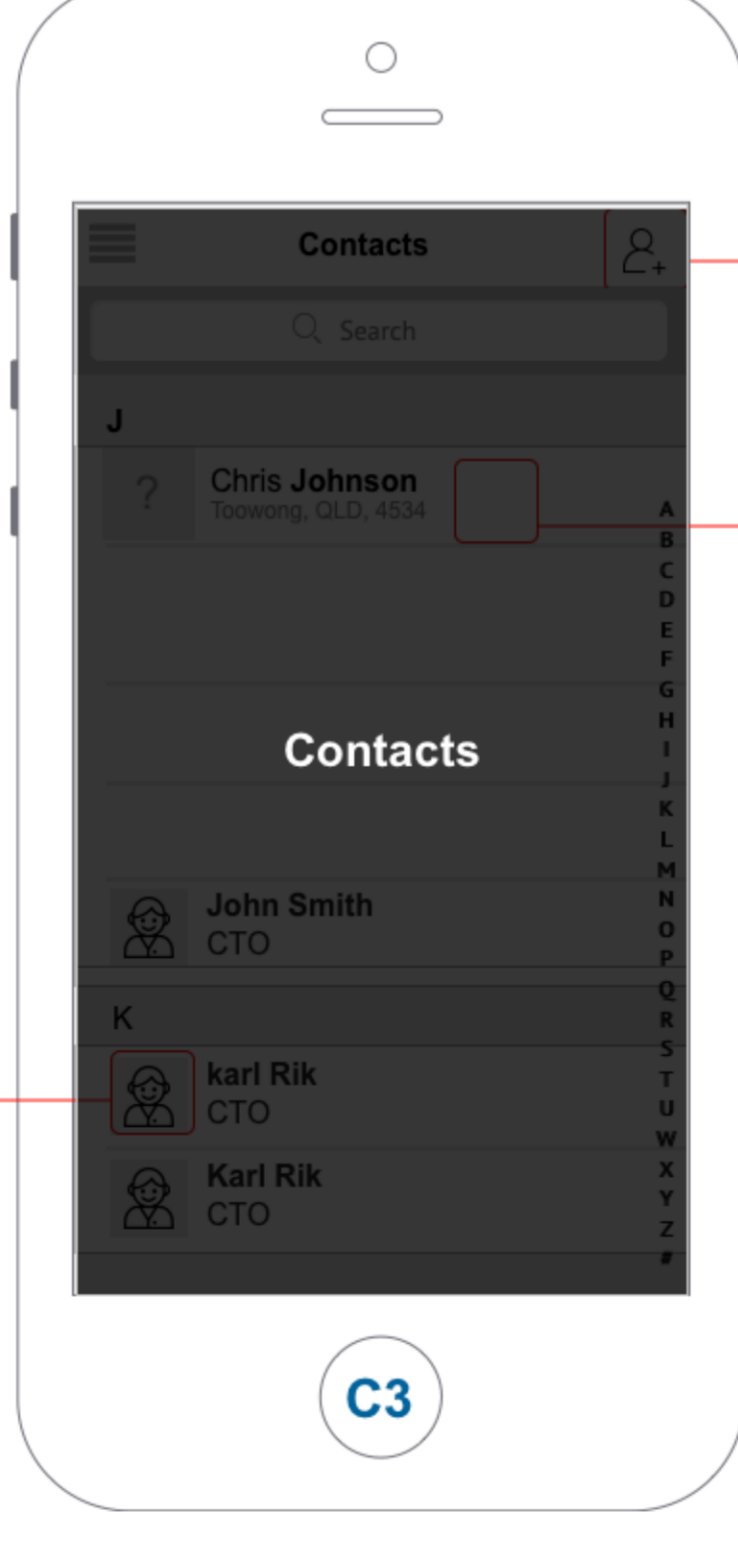 Contacts
Search
J
?
Chris Johnson
Toowong, QLD, 4534
Contacts
John Smith
CTO
K
karl Rik
CTO
Karl Rik
CTO
A
B
C
D
E
F
G
H
I
J
K
L
M
N
O
P
Q
R
S
T
U
W
X
Y
Z
#
C3